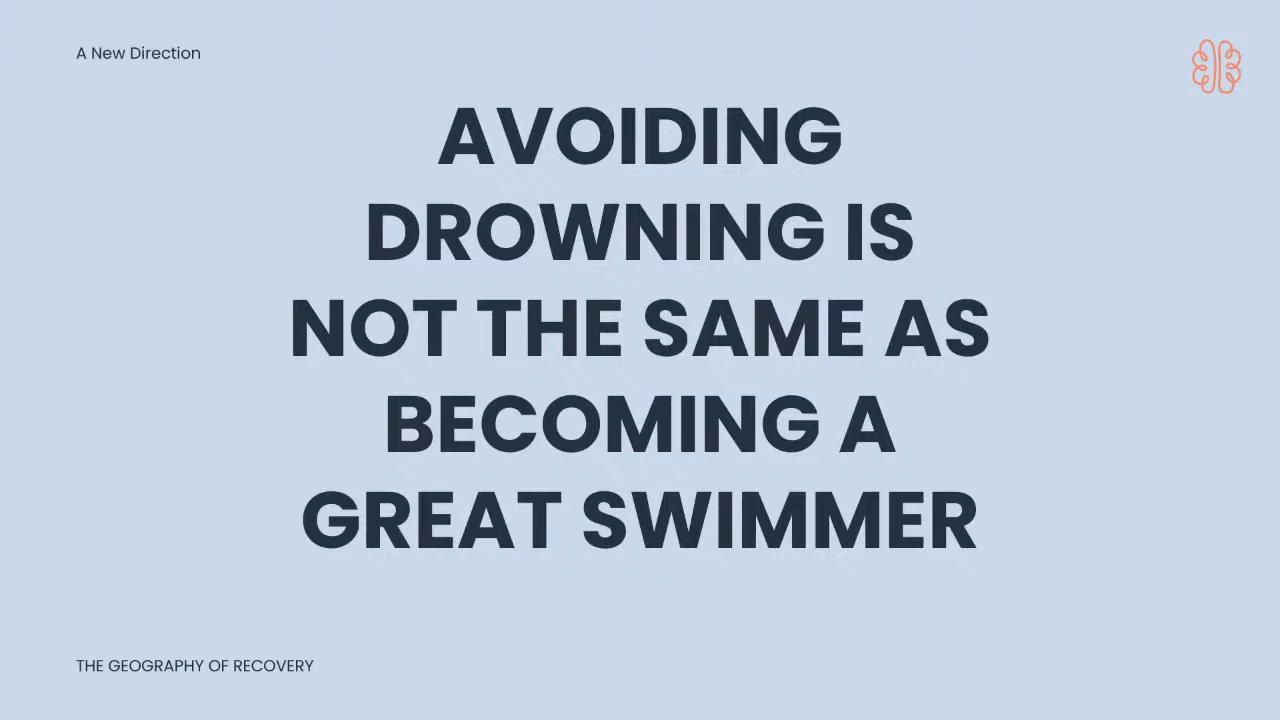 A New Direction
AVOIDING
DROWNING IS
NOT THE SAME AS
BECOMING A
GREAT SWIMMER
THE GEOGRAPHY OF RECOVERY